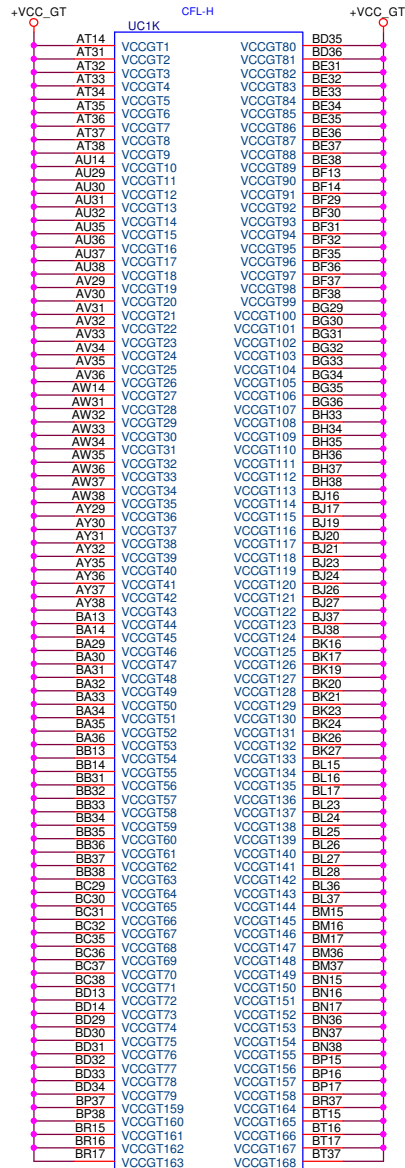 +VCC_GT CFL-H +VCC_GT
UC1K
AT14 VCCGT1 VCCGT80 BD35
AT31 VCCGT2 VCCGT81 BD36
AT32 VCCGT3 VCCGT82 BE31
AT33 VCCGT4 VCCGT83 BE32
AT34 VCCGT5 VCCGT84 BE33
AT35 VCCGT6 VCCGT85 BE34
AT36 VCCGT7 VCCGT86 BE35
AT37 VCCGT8 VCCGT87 BE36
AT38 VCCGT9 VCCGT88 BE37
AU14 VCCGT10 VCCGT89 BE38
AU29 VCCGT11 VCCGT90 BF13
AU30 VCCGT12 VCCGT91 BF14
AU31 VCCGT13 VCCGT92 BF29
AU32 VCCGT14 VCCGT93 BF30
AU35 VCCGT15 VCCGT94 BF31
AU36 VCCGT16 VCCGT95 BF32
AU37 VCCGT17 VCCGT96 BF35
AU38 VCCGT18 VCCGT97 BF36
AV29 VCCGT19 VCCGT98 BF37
AV30 VCCGT20 VCCGT99 BF38
AV31 VCCGT21 VCCGT100 BG29
AV32 VCCGT22 VCCGT101 BG30
AV33 VCCGT23 VCCGT102 BG31
AV34 VCCGT24 VCCGT103 BG32
AV35 VCCGT25 VCCGT104 BG33
AV36 VCCGT26 VCCGT105 BG34
AW14 VCCGT27 VCCGT106 BG35
AW31 VCCGT28 VCCGT107 BG36
AW32 VCCGT29 VCCGT108 BH33
AW33 VCCGT30 VCCGT109 BH34
AW34 VCCGT31 VCCGT110 BH35
AW35 VCCGT32 VCCGT111 BH36
AW36 VCCGT33 VCCGT112 BH37
AW37 VCCGT34 VCCGT113 BH38
AW38 VCCGT35 VCCGT114 BJ16
AY29 VCCGT36 VCCGT115 BJ17
AY30 VCCGT37 VCCGT116 BJ19
AY31 VCCGT38 VCCGT117 BJ20
AY32 VCCGT39 VCCGT118 BJ21
AY35 VCCGT40 VCCGT119 BJ23
AY36 VCCGT41 VCCGT120 BJ24
AY37 VCCGT42 VCCGT121 BJ26
AY38 VCCGT43 VCCGT122 BJ27
BA13 VCCGT44 VCCGT123 BJ37
BA14 VCCGT45 VCCGT124 BJ38
BA29 VCCGT46 VCCGT125 BK16
BA30 VCCGT47 VCCGT126 BK17
BA31 VCCGT48 VCCGT127 BK19
BA32 VCCGT49 VCCGT128 BK20
BA33 VCCGT50 VCCGT129 BK21
BA34 VCCGT51 VCCGT130 BK23
BA35 VCCGT52 VCCGT131 BK24
BA36 VCCGT53 VCCGT132 BK26
BB13 VCCGT54 VCCGT133 BK27
BB14 VCCGT55 VCCGT134 BL15
BB31 VCCGT56 VCCGT135 BL16
BB32 VCCGT57 VCCGT136 BL17
BB33 VCCGT58 VCCGT137 BL23
BB34 VCCGT59 VCCGT138 BL24
BB35 VCCGT60 VCCGT139 BL25
BB36 VCCGT61 VCCGT140 BL26
BB37 VCCGT62 VCCGT141 BL27
BB38 VCCGT63 VCCGT142 BL28
BC29 VCCGT64 VCCGT143 BL36
BC30 VCCGT65 VCCGT144 BL37
BC31 VCCGT66 VCCGT145 BM15
BC32 VCCGT67 VCCGT146 BM16
BC35 VCCGT68 VCCGT147 BM17
BC36 VCCGT69 VCCGT148 BM36
BC37 VCCGT70 VCCGT149 BM37
BC38 VCCGT71 VCCGT150 BN15
BD13 VCCGT72 VCCGT151 BN16
BD14 VCCGT73 VCCGT152 BN17
BD29 VCCGT74 VCCGT153 BN36
BD30 VCCGT75 VCCGT154 BN37
BD31 VCCGT76 VCCGT155 BN38
BD32 VCCGT77 VCCGT156 BP15
BD33 VCCGT78 VCCGT157 BP16
BD34 VCCGT79 VCCGT158 BP17
BP37 VCCGT159 VCCGT164 BR37
BP38 VCCGT160 VCCGT165 BT15
BR15 VCCGT161 VCCGT166 BT16
BR16 VCCGT162 VCCGT167 BT17
BR17 VCCGT163 VCCGT168 BT37